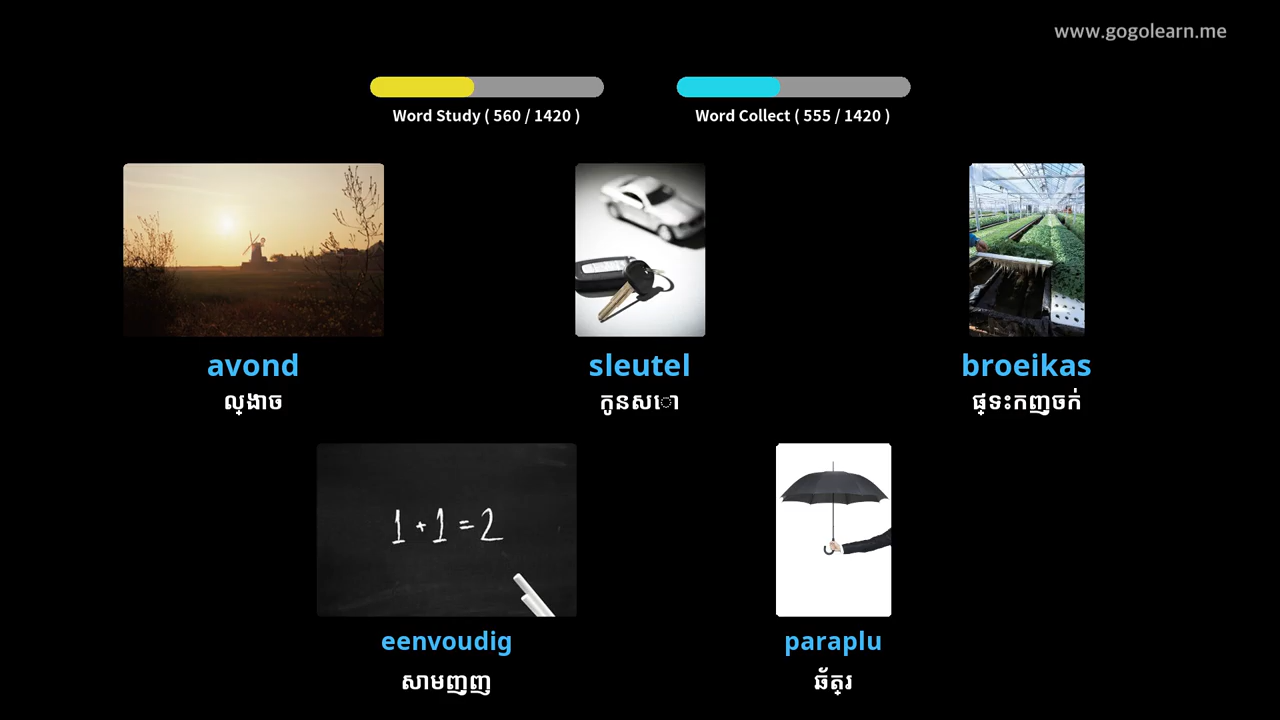 www.gogolearn.me
Word Study ( 560 / 1420 )
Word Collect ( 555 / 1420 )
avond
ល្ងាច
sleutel
កូនសោ
broeikas
ផ្ទះកញ្ចក់
1 + 1 = 2
eenvoudig
សាមញ្ញ
paraplu
ឆ័ត្រ